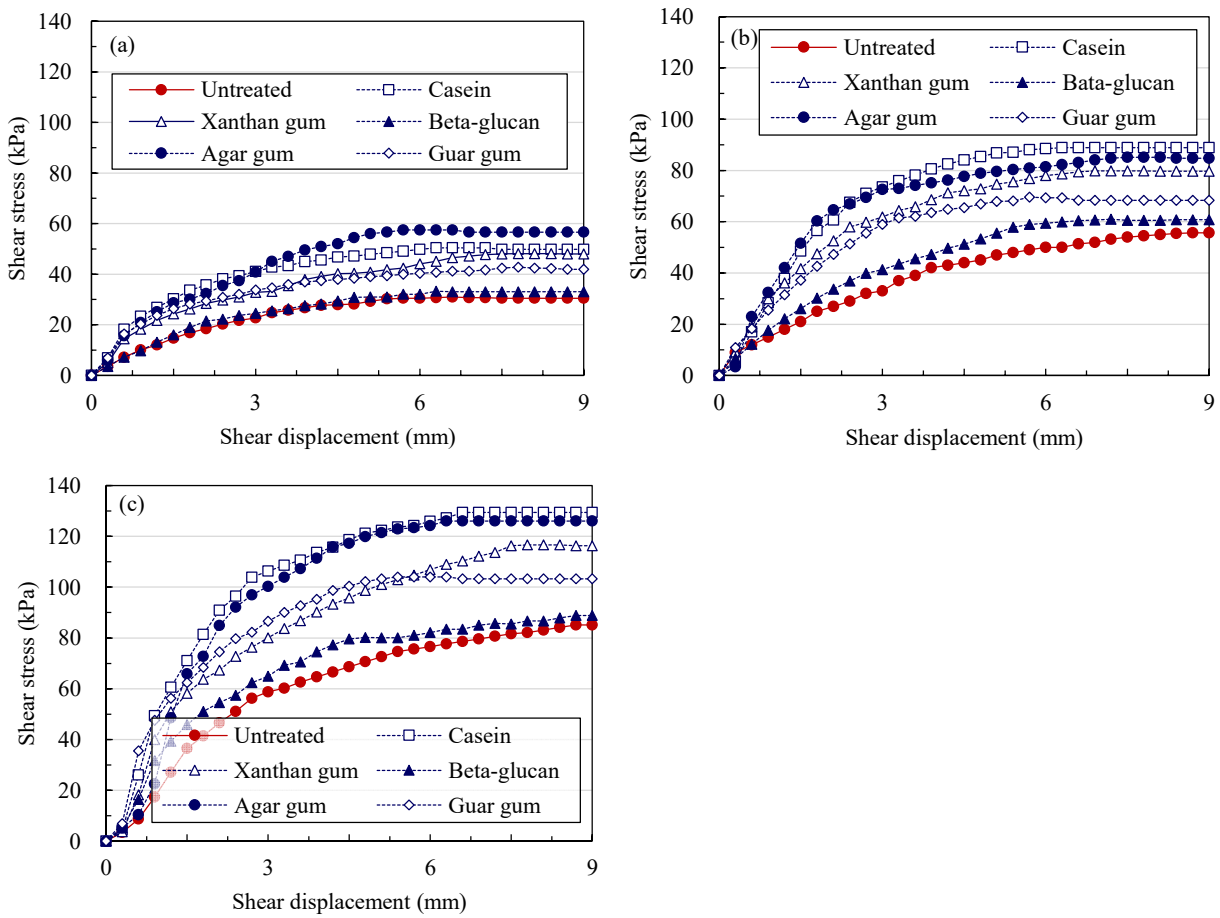 (a)
140
120
100
80
60
40
20
0
Shear stress (kPa)
Untreated Casein
Xanthan gum Beta-glucan
Agar gum Guar gum
0 3 6 9
Shear displacement (mm)
(b)
140
120
100
80
60
40
20
0
Shear stress (kPa)
Untreated Casein
Xanthan gum Bata-glucan
Agar gum Guar gum
0 3 6 9
Shear displacement (mm)
(c)
140
120
100
80
60
40
20
0
Shear stress (kPa)
Untreated Casein
Xanthan gum Beta-glucan
Agar gum Guar gum
0 3 6 9
Shear displacement (mm)